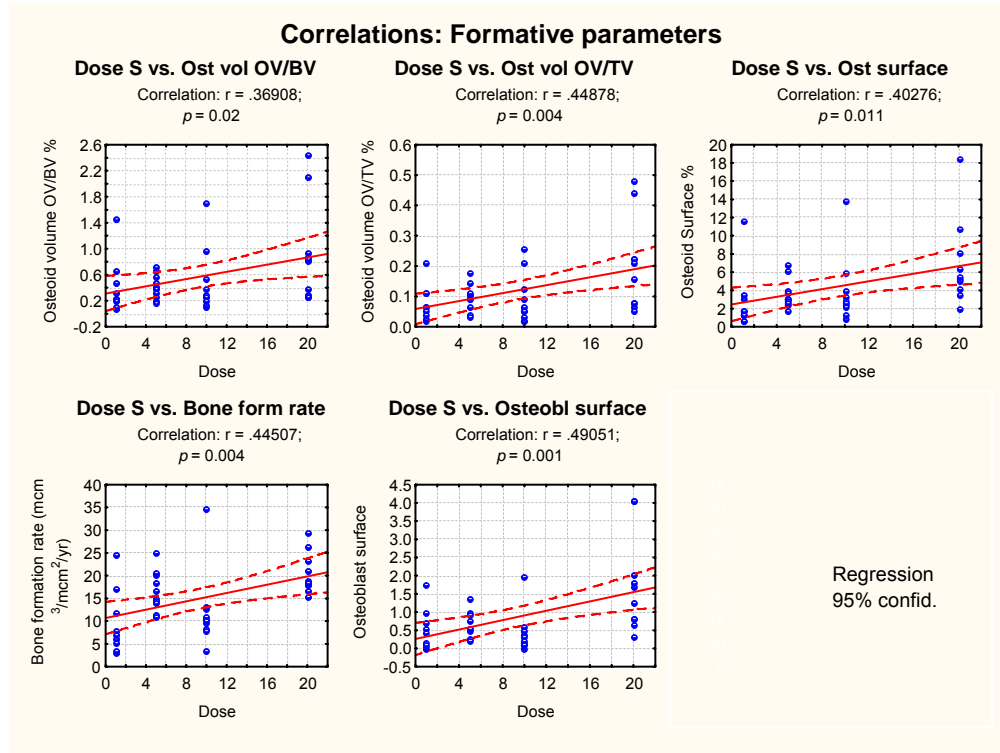 Correlations: Formative parameters
Dose S vs. Ost vol OV/BV
Correlation: r = .36908;
p = 0.02
Osteoid volume OV/BV %
2.6
2.2
1.8
1.4
1.0
0.6
0.2
-0.2
0 4 8 12 16 20
Dose
Dose S vs. Ost vol OV/TV
Correlation: r = .44878;
p = 0.004
Osteoid volume OV/TV %
0.6
0.5
0.4
0.3
0.2
0.1
0.0
0 4 8 12 16 20
Dose
Dose S vs. Ost surface
Correlation: r = .40276;
p = 0.011
Osteoid Surface %
20
18
16
14
12
10
8
6
4
2
0
0 4 8 12 16 20
Dose
Dose S vs. Bone form rate
Correlation: r = .44507;
p = 0.004
Bone formation rate (mcm
3/mcm2/yr)
40
35
30
25
20
15
10
5
0
0 4 8 12 16 20
Dose
Dose S vs. Osteobl surface
Correlation: r = .49051;
p = 0.001
Osteoblast surface
4.5
4.0
3.5
3.0
2.5
2.0
1.5
1.0
0.5
0.0
-0.5
0 4 8 12 16 20
Dose
Regression
95% confid.